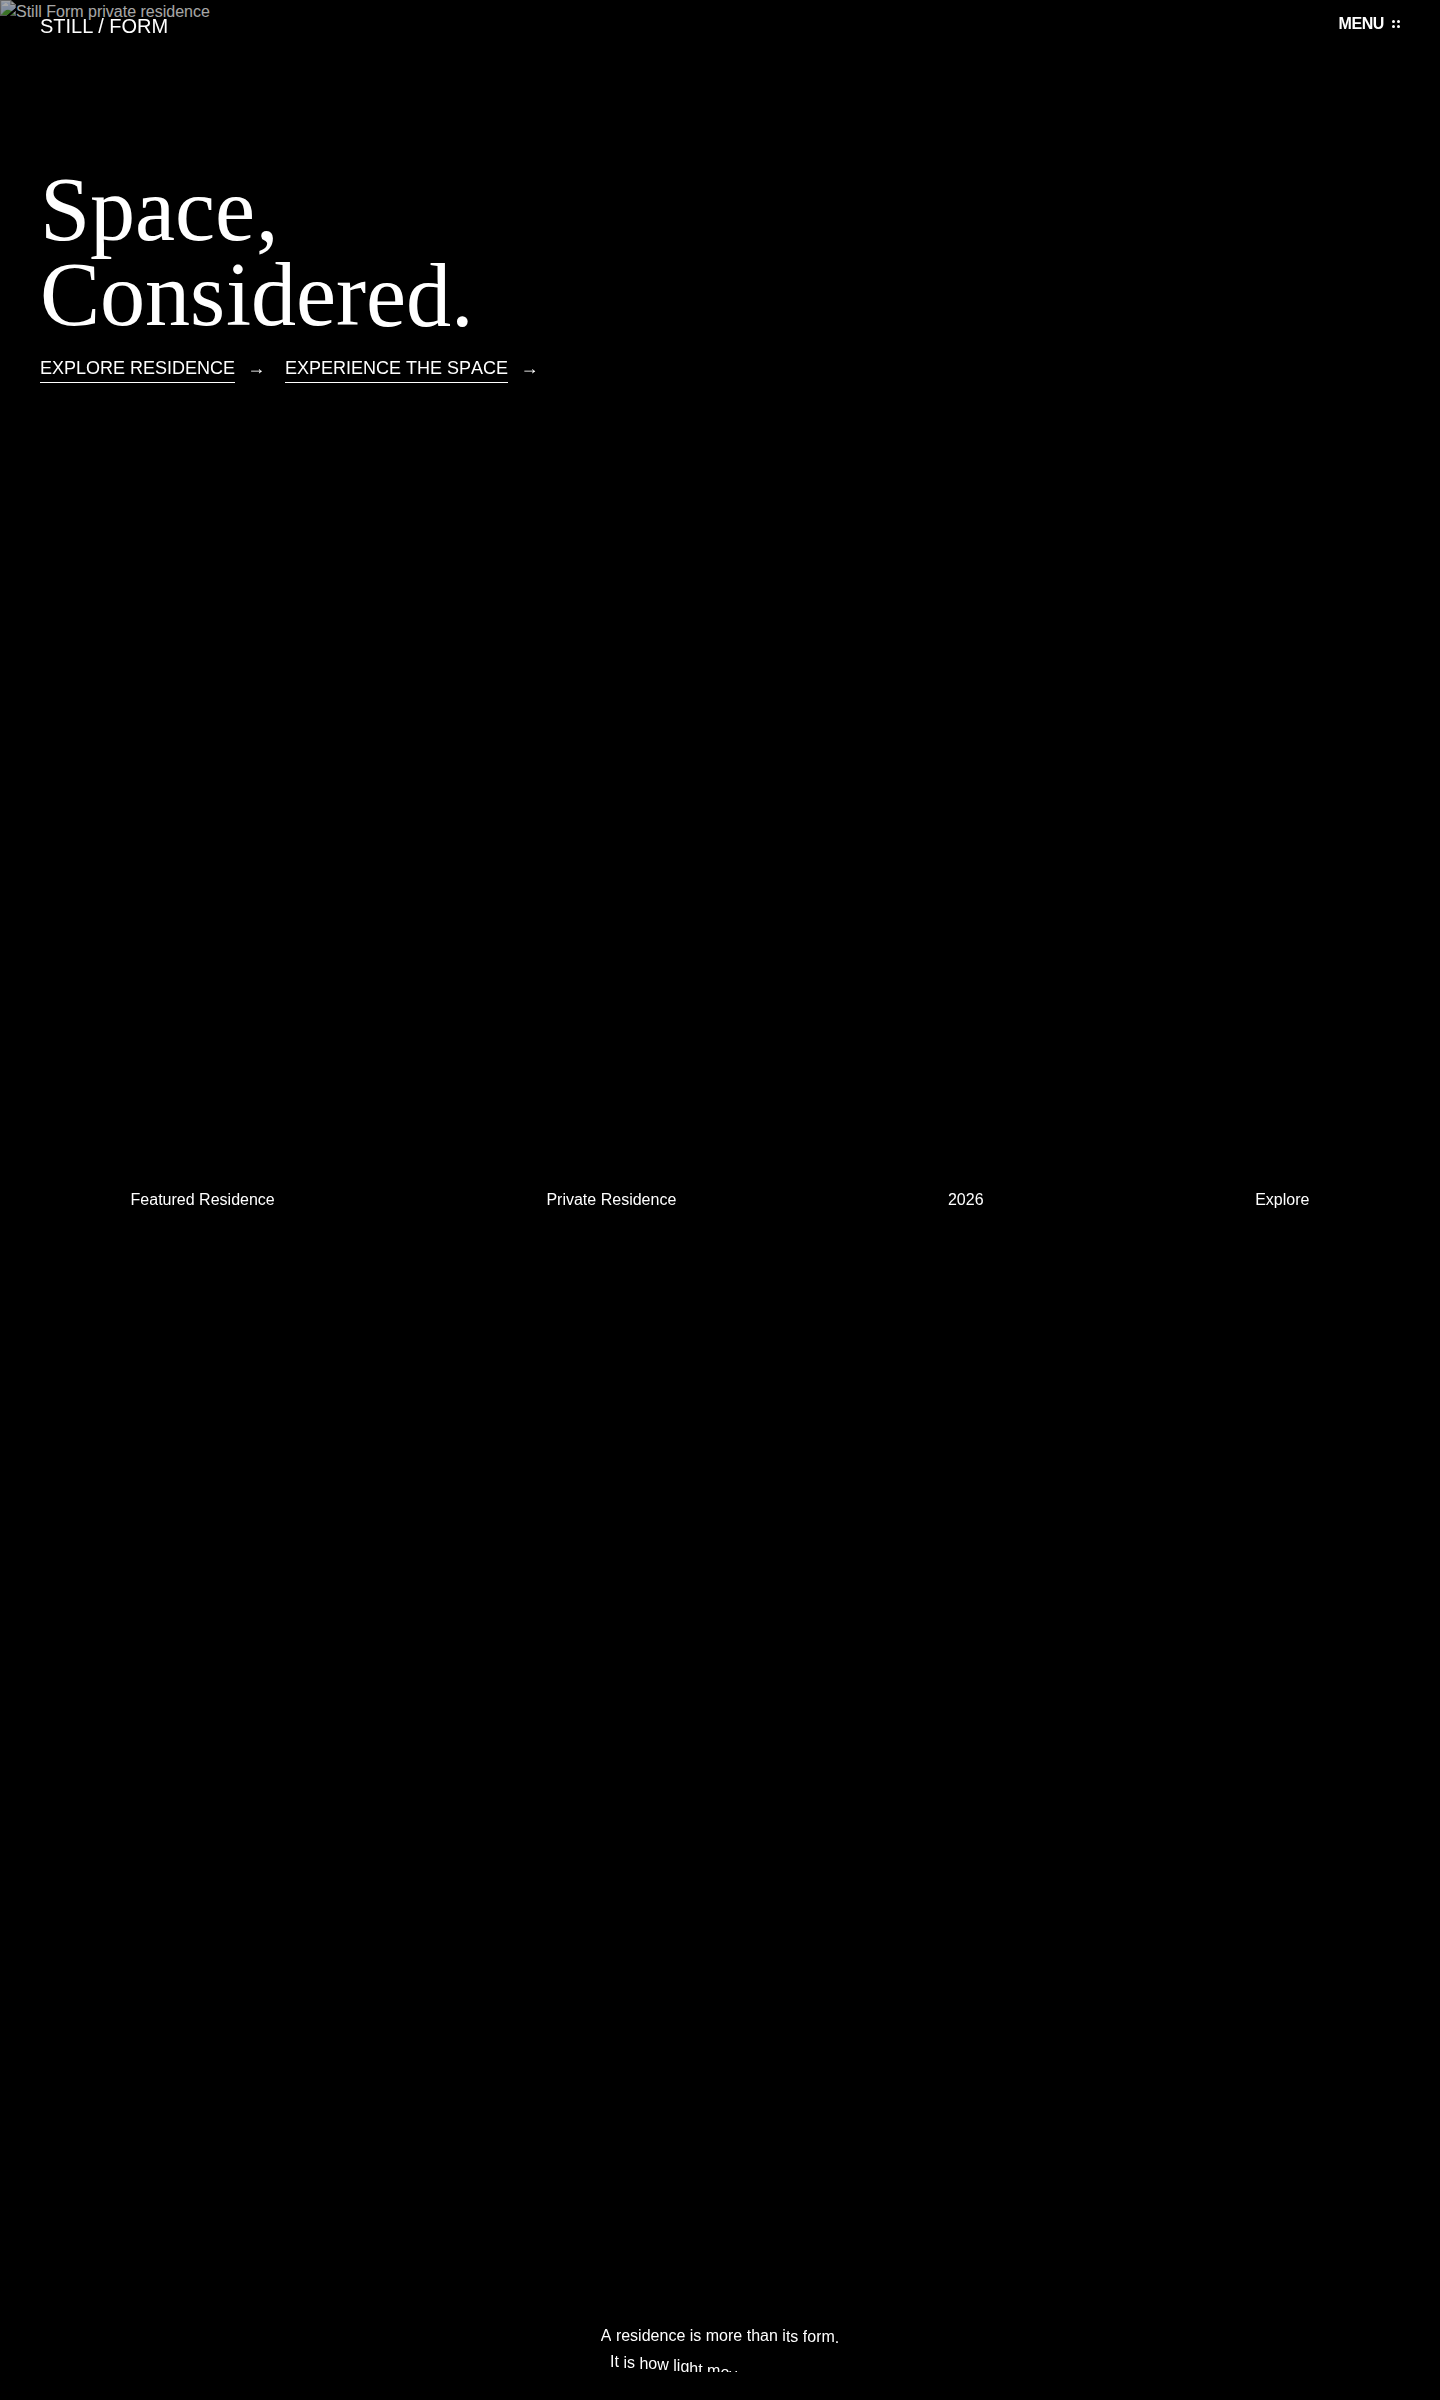 Still Form private residence
STILL / FORM
MENU
Space,
Considered.
EXPLORE RESIDENCE → EXPERIENCE THE SPACE →
Featured Residence Private Residence 2026 Explore
A residence is more than its form.
It is how light mov